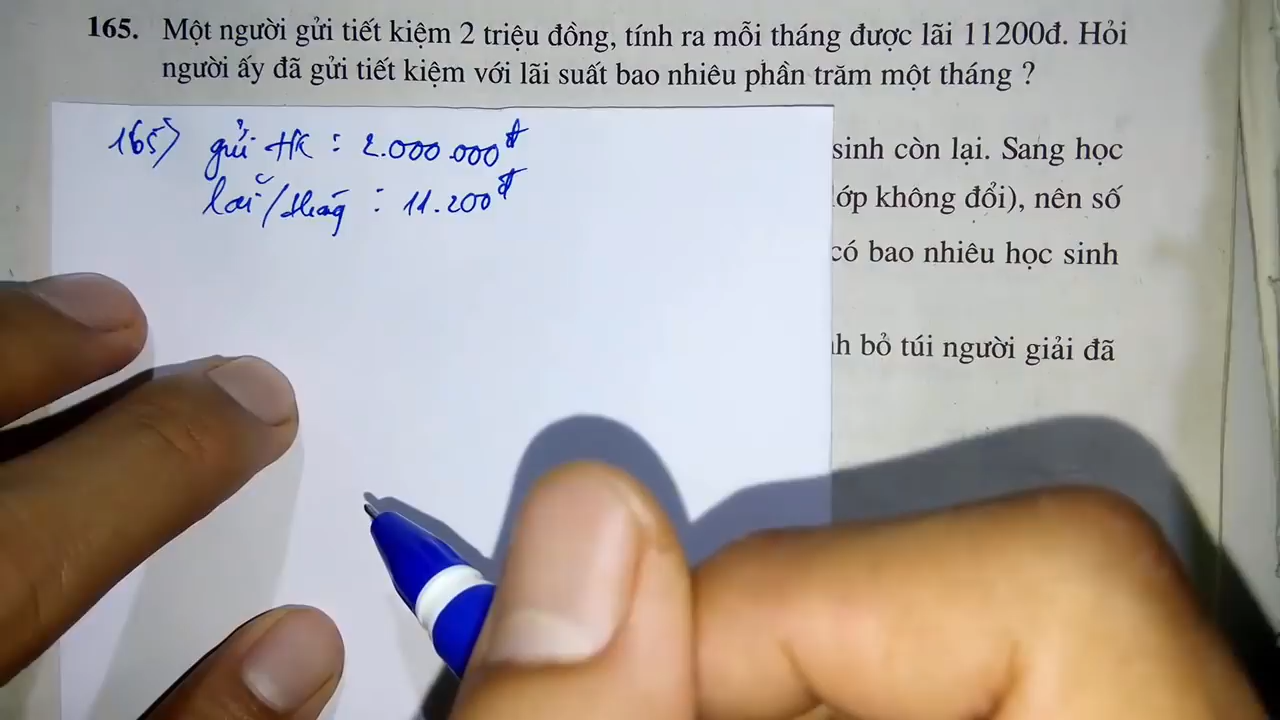 165. Một người gửi tiết kiệm 2 triệu đồng, tính ra mỗi tháng được lãi 11200đ. Hỏi
người ấy đã gửi tiết kiệm với lãi suất bao nhiêu phần trăm một tháng ?
165) gửi tk : 2.000.000đ
lãi/tháng : 11.200đ
sinh còn lại. Sang học
lớp không đổi), nên số
có bao nhiêu học sinh
bỏ túi người giải đã